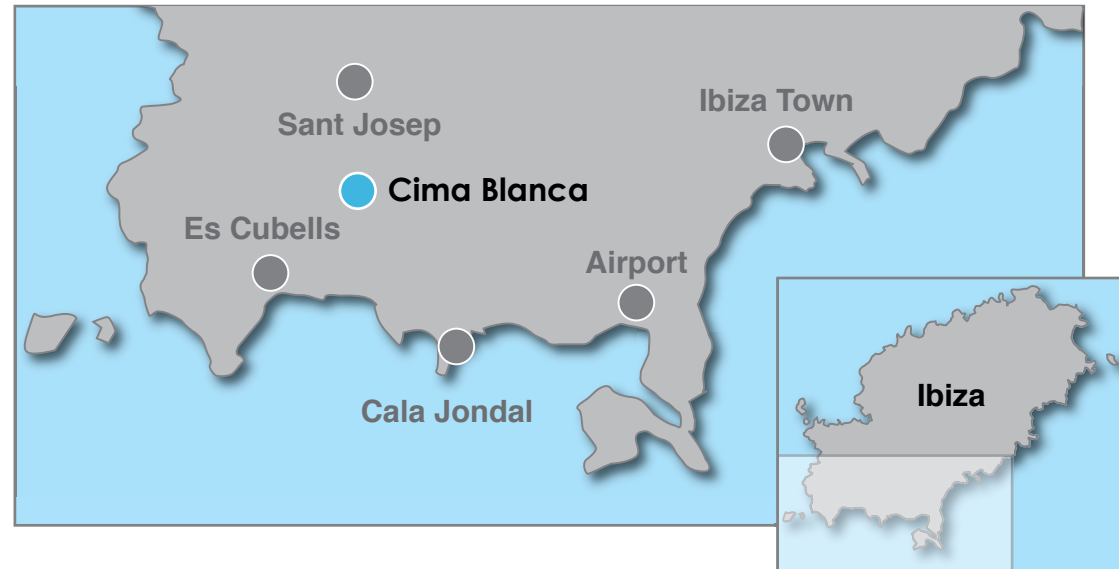 Ibiza Town
Sant Josep
Cima Blanca
Es Cubells
Airport
Cala Jondal
Ibiza